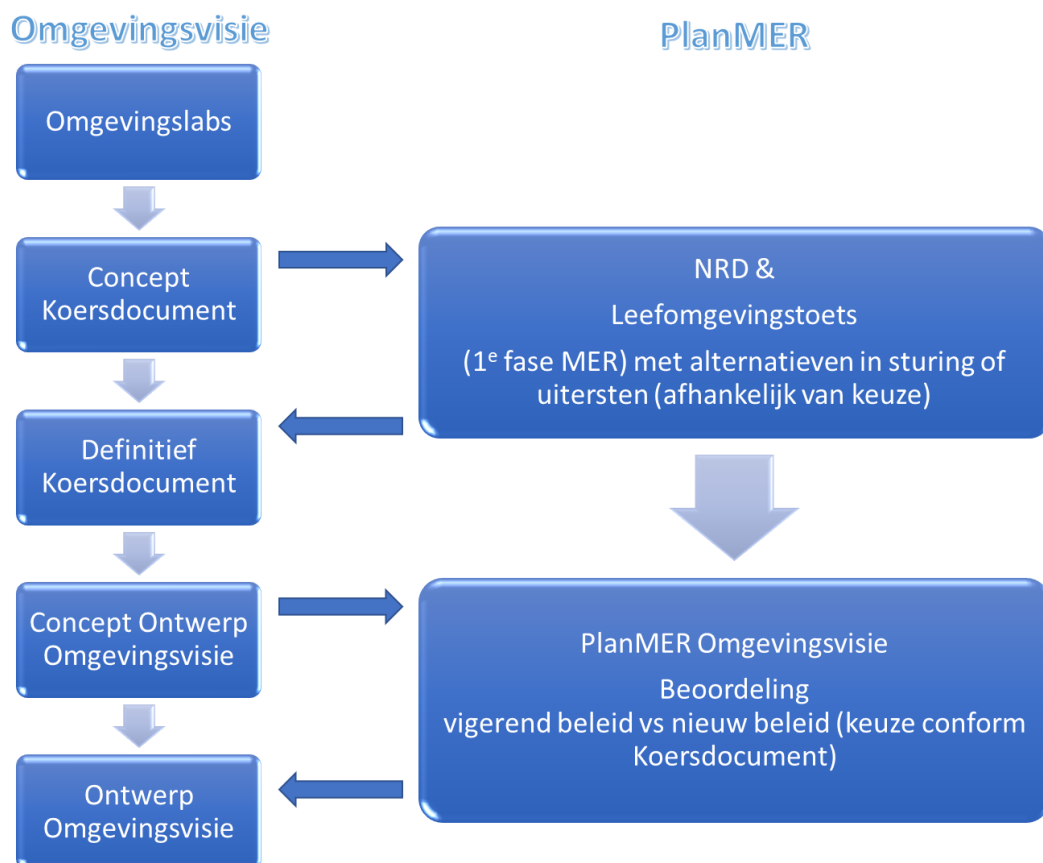 Omgevingsvisie
PlanMER
Omgevingslabs
Concept
Koersdocument
NRD &
Leefomgevingstoets
(1e fase MER) met alternatieven in sturing of
uitersten (afhankelijk van keuze)
Definitief
Koersdocument
Concept Ontwerp
Omgevingsvisie
PlanMER Omgevingsvisie
Beoordeling
vigerend beleid vs nieuw beleid (keuze conform
Koersdocument)
Ontwerp
Omgevingsvisie